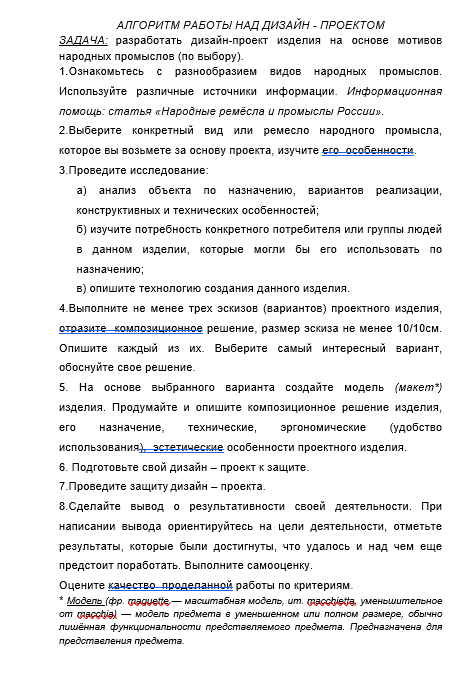 АЛГОРИТМ РАБОТЫ НАД ДИЗАЙН - ПРОЕКТОМ
ЗАДАЧА: разработать дизайн-проект изделия на основе мотивов
народных промыслов (по выбору).
1.Ознакомьтесь с разнообразием видов народных промыслов.
Используйте различные источники информации. Информационная
помощь: статья «Народные ремёсла и промыслы России».
2.Выберите конкретный вид или ремесло народного промысла,
которое вы возьмете за основу проекта, изучите его особенности.
3.Проведите исследование:
а) анализ объекта по назначению, вариантов реализации,
конструктивных и технических особенностей;
б) изучите потребность конкретного потребителя или группы людей
в данном изделии, которые могли бы его использовать по
назначению;
в) опишите технологию создания данного изделия.
4.Выполните не менее трех эскизов (вариантов) проектного изделия,
отразите композиционное решение, размер эскиза не менее 10/10см.
Опишите каждый из их. Выберите самый интересный вариант,
обоснуйте свое решение.
5. На основе выбранного варианта создайте модель (макет*)
изделия. Продумайте и опишите композиционное решение изделия,
его назначение, технические, эргономические (удобство
использования), эстетические особенности проектного изделия.
6. Подготовьте свой дизайн – проект к защите.
7.Проведите защиту дизайн – проекта.
8.Сделайте вывод о результативности своей деятельности. При
написании вывода ориентируйтесь на цели деятельности, отметьте
результаты, которые были достигнуты, что удалось и над чем еще
предстоит поработать. Выполните самооценку.
Оцените качество проделанной работы по критериям.
* Модель (фр. maquette — масштабная модель, ит. macchietta, уменьшительное
от macchia) — модель предмета в уменьшенном или полном размере, обычно
лишённая функциональности представляемого предмета. Предназначена для
представления предмета.